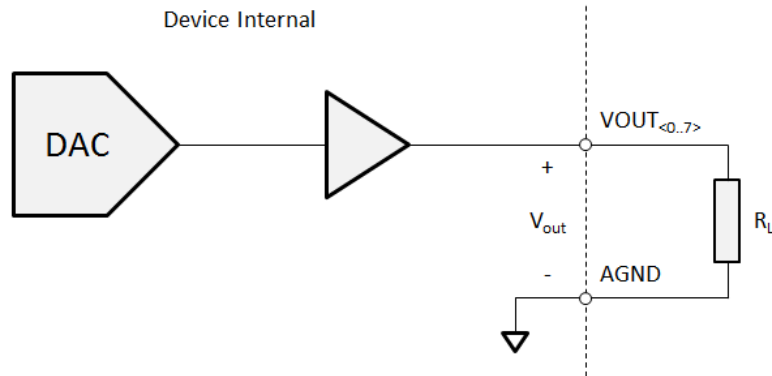 Device Internal
DAC
VOUT<0..7>
+
Vout
RL
-
AGND